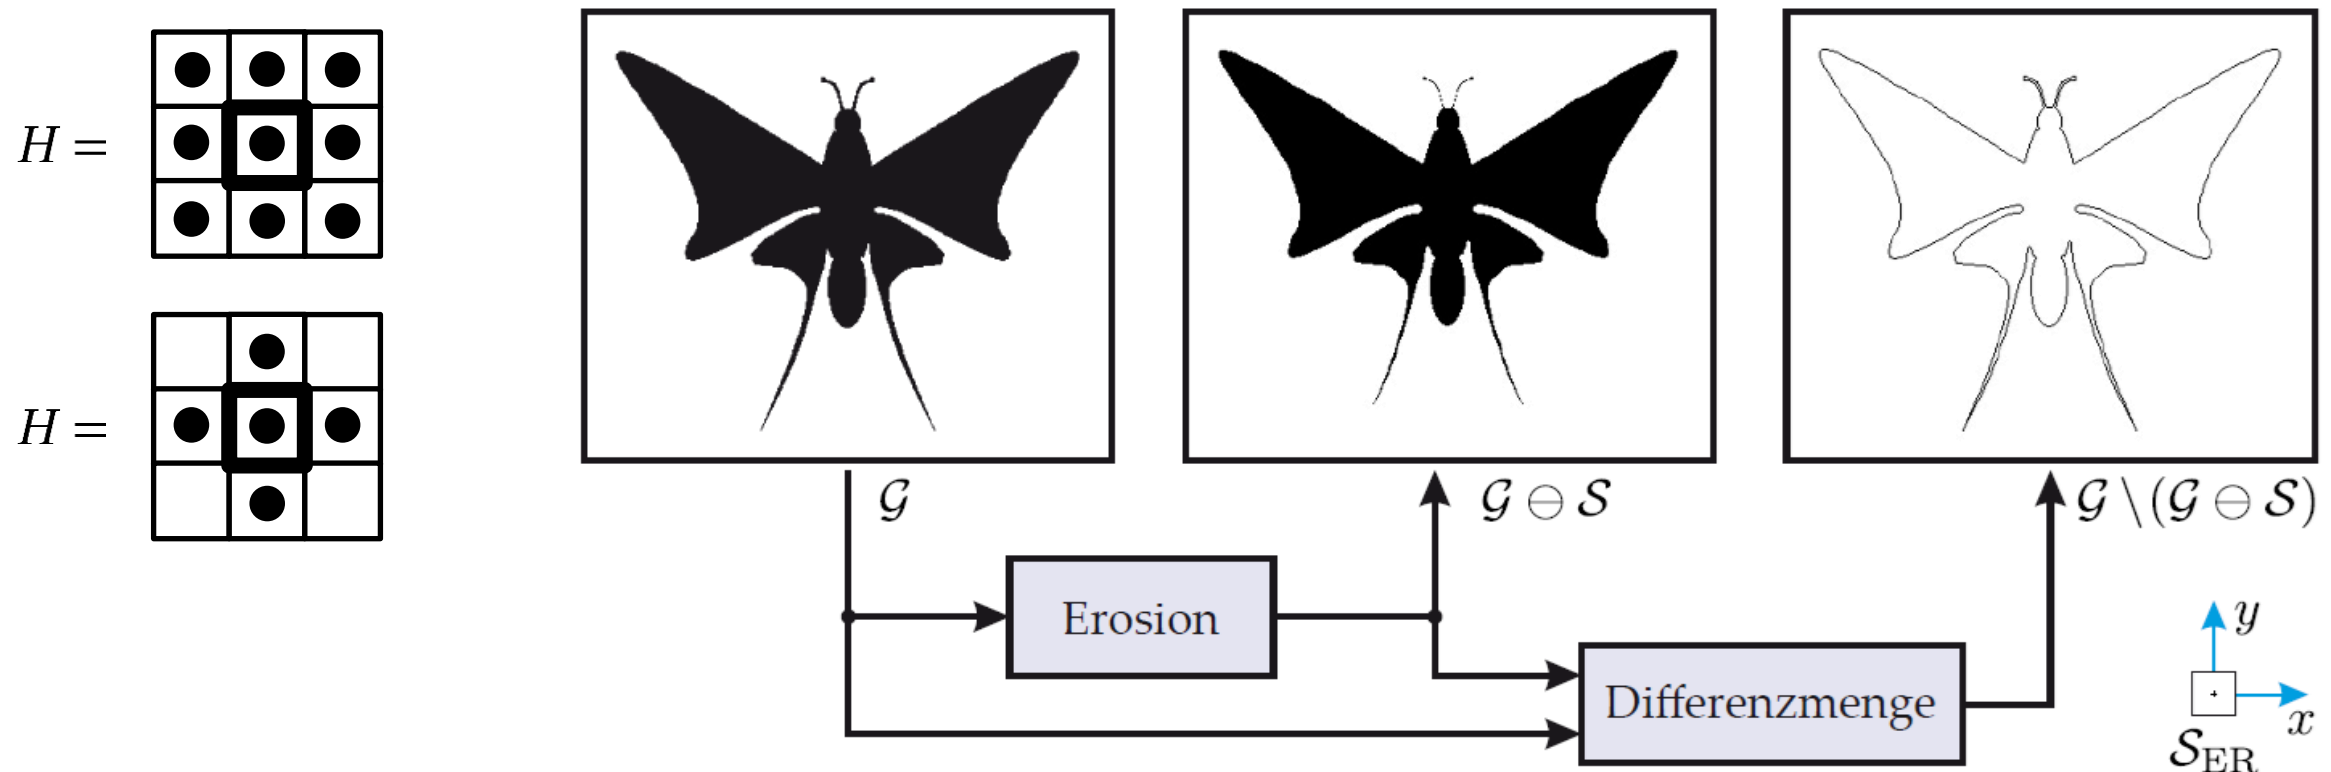 H =
H =
𝒢
𝒢 ⊖ 𝒮
𝒢 \ (𝒢 ⊖ 𝒮)
Erosion
Differenzmenge
y
x
𝒮ER